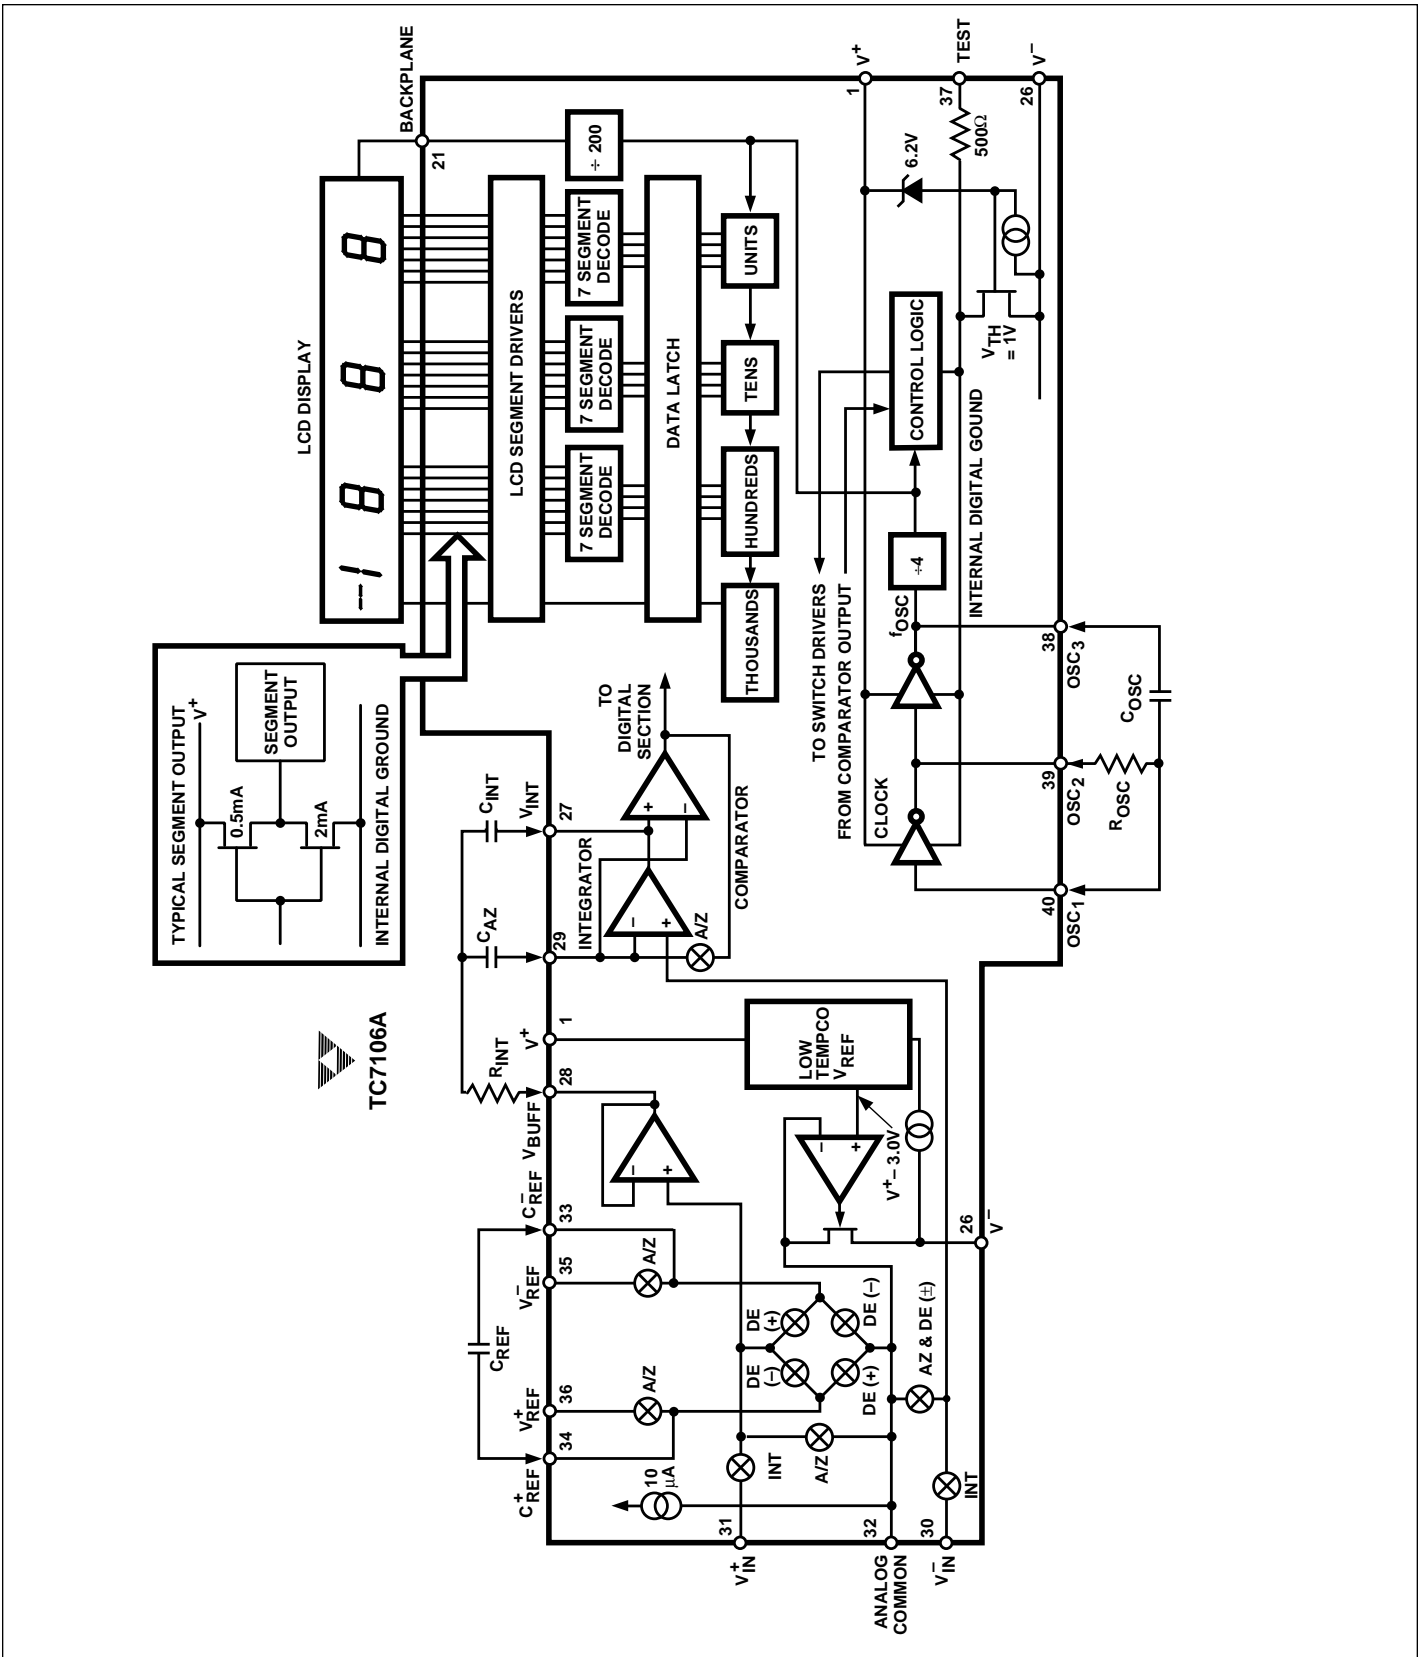 TC7106A
TYPICAL SEGMENT OUTPUT
V+
0.5mA
2mA
SEGMENT
OUTPUT
INTERNAL DIGITAL GROUND
LCD DISPLAY
-1 8 8 8
BACKPLANE
21
LCD SEGMENT DRIVERS
7 SEGMENT
DECODE
7 SEGMENT
DECODE
7 SEGMENT
DECODE
÷ 200
DATA LATCH
THOUSANDS
HUNDREDS
TENS
UNITS
C+REF
34
V+REF
36
CREF
V–REF
35
C–REF
33
VBUFF
28
RINT
V+
1
CAZ
29
CINT
VINT
27
INTEGRATOR
TO
DIGITAL
SECTION
10
µA
A/Z
A/Z
–
+
–
+
A/Z
+
–
COMPARATOR
V+IN
31
INT
A/Z
DE
(–)
DE
(+)
DE (+)
DE (–)
ANALOG
COMMON
32
V–IN
30
INT
AZ & DE (±)
–
+
LOW
TEMPCO
VREF
V+ – 3.0V
26
V–
TO SWITCH DRIVERS
FROM COMPARATOR OUTPUT
CLOCK
fOSC
÷4
CONTROL LOGIC
INTERNAL DIGITAL GOUND
VTH
= 1V
6.2V
500Ω
1
V+
37
TEST
26
V–
40
OSC1
39
OSC2
38
OSC3
ROSC
COSC